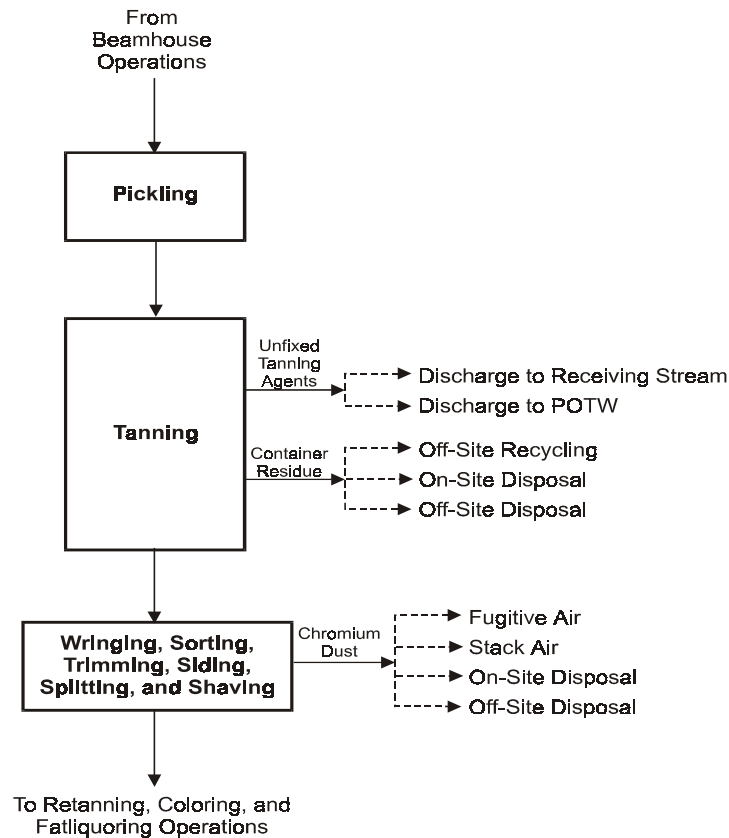 From
Beamhouse
Operations
Pickling
Tanning
Unfixed
Tanning
Agents
Discharge to Receiving Stream
Discharge to POTW
Container
Residue
Off-Site Recycling
On-Site Disposal
Off-Site Disposal
Wringing, Sorting,
Trimming, Siding,
Splitting, and Shaving
Chromium
Dust
Fugitive Air
Stack Air
On-Site Disposal
Off-Site Disposal
To Retanning, Coloring, and
Fatliquoring Operations